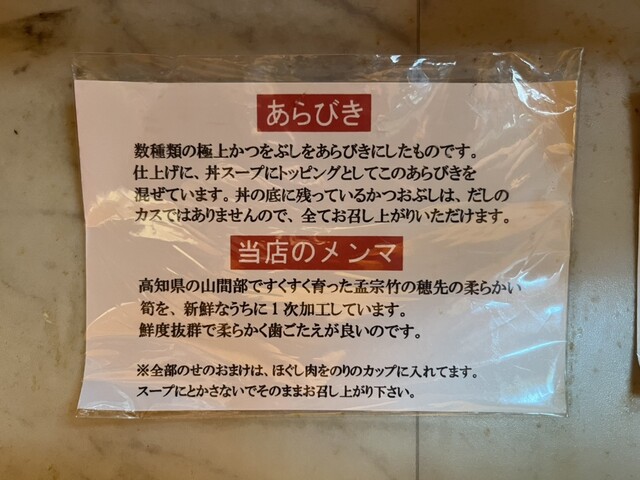 あらびき
数種類の極上かつをぶしをあらびきにしたものです。
仕上げに、丼スープにトッピングとしてこのあらびきを
混ぜています。丼の底に残っているかつおぶしは、だしの
カスではありませんので、全てお召し上がりいただけます。
当店のメンマ
高知県の山間部ですくすく育った孟宗竹の穂先の柔らかい
筍を、新鮮なうちに1次加工しています。
鮮度抜群で柔らかく歯ごたえが良いのです。
※全部のせのおまけは、ほぐし肉をのりのカップに入れてます。
スープにとかさないでそのままお召し上がり下さい。